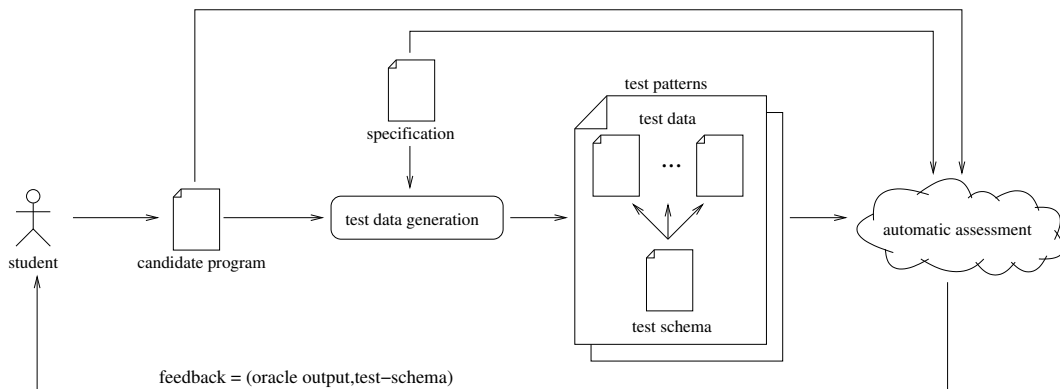 test patterns
test data
...
specification
test data generation
automatic assessment
student
candidate program
test schema
feedback = (oracle output,test−schema)